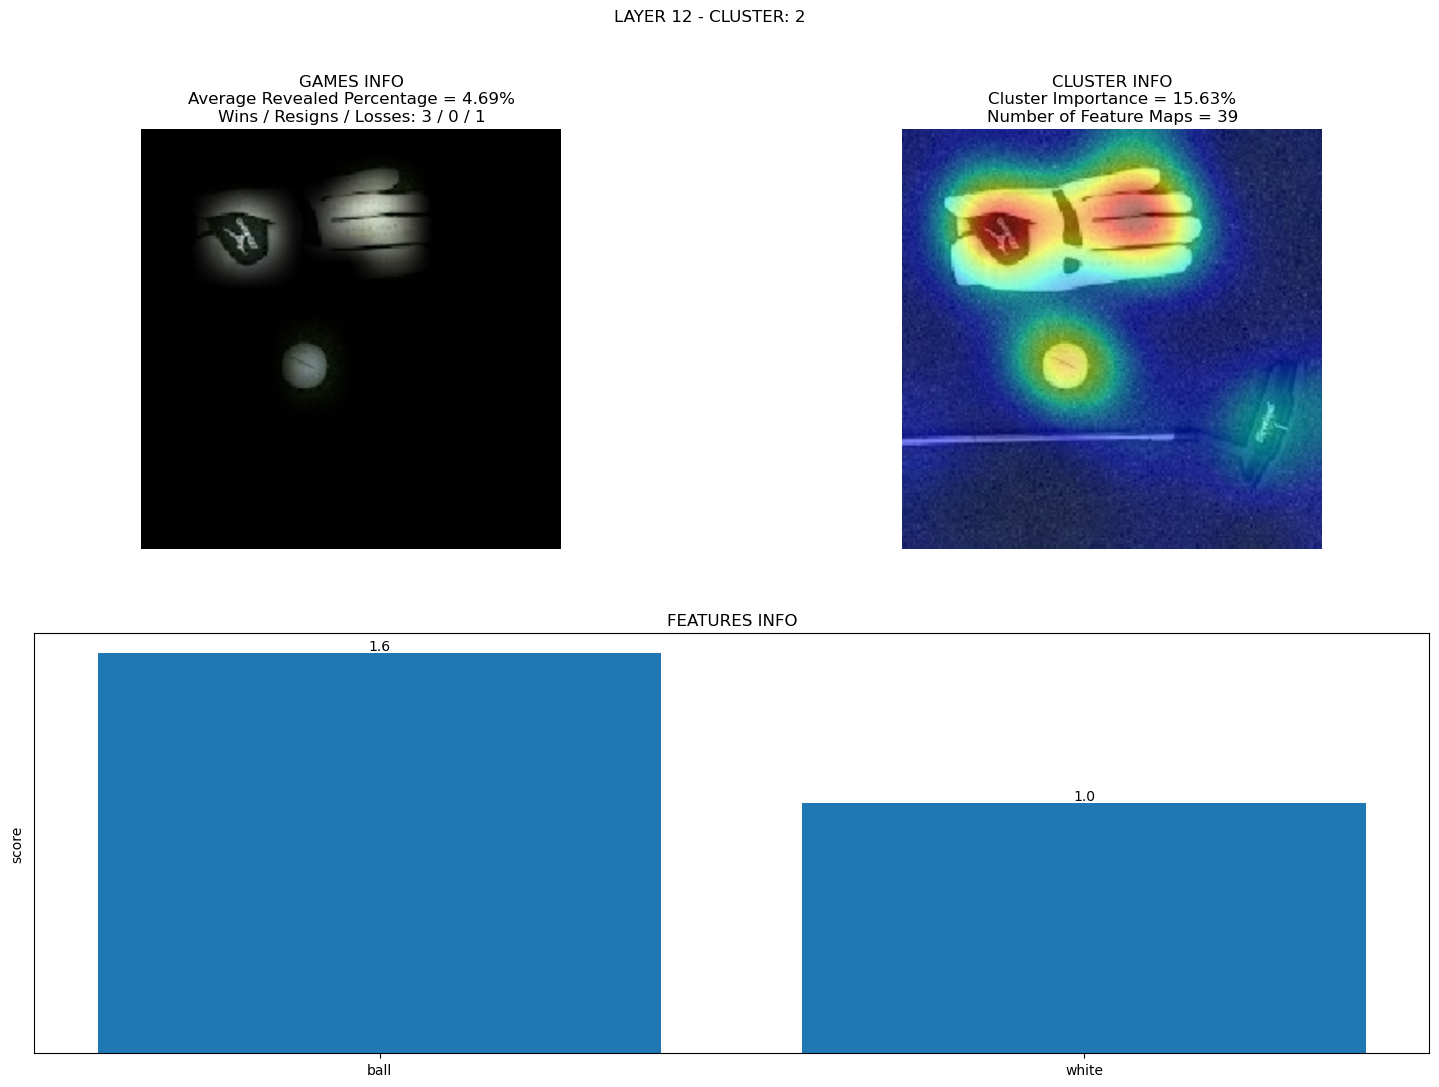 LAYER 12 - CLUSTER: 2
GAMES INFO
Average Revealed Percentage = 4.69%
Wins / Resigns / Losses: 3 / 0 / 1
CLUSTER INFO
Cluster Importance = 15.63%
Number of Feature Maps = 39
FEATURES INFO
score
1.6
1.0
ball
white